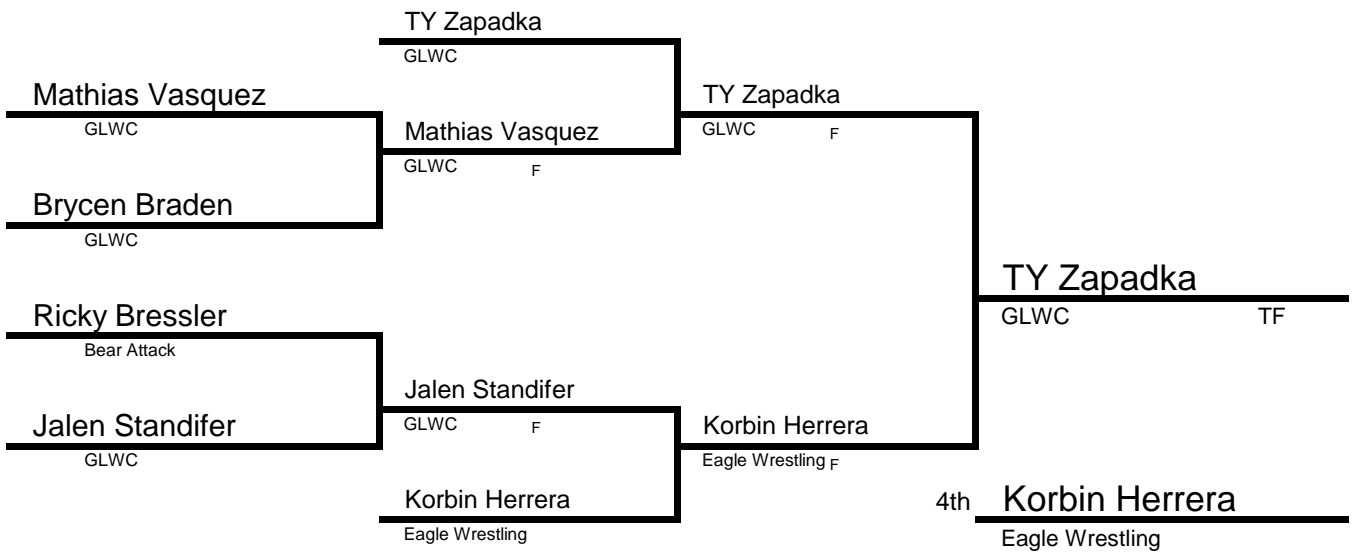 TY Zapadka
GLWC
Mathias Vasquez
GLWC
TY Zapadka
GLWC F
Mathias Vasquez
GLWC F
Brycen Braden
GLWC
TY Zapadka
GLWC TF
Ricky Bressler
Bear Attack
Jalen Standifer
GLWC F
Jalen Standifer
GLWC
Korbin Herrera
Eagle Wrestling F
Korbin Herrera
Eagle Wrestling
4th Korbin Herrera
Eagle Wrestling